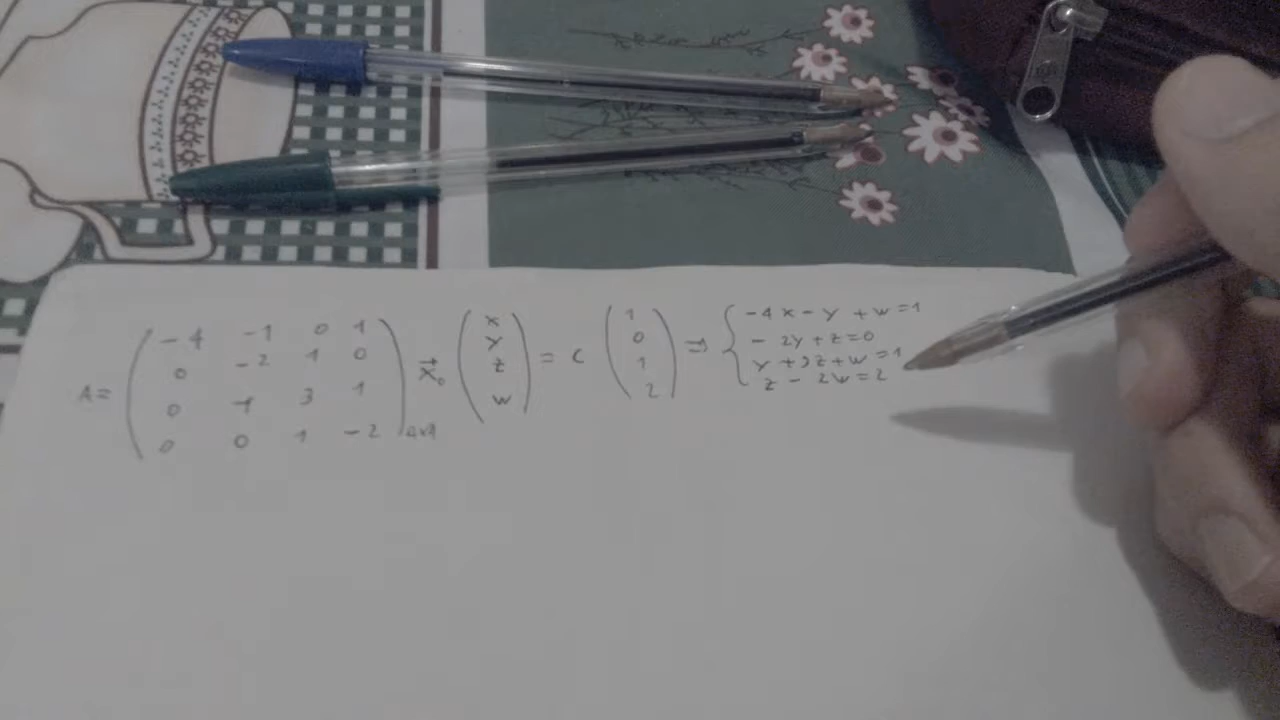 A = ( -4 -1 0 1 ) x⃗₀ ( x ) = c ( 1 ) ⇒ { -4x - y + w = 1
0 -2 1 0 y 0 - 2y + z = 0
0 1 3 1 z 1 y + 3z + w = 1
0 0 1 -2 4x4 w 2 z - 2w = 2